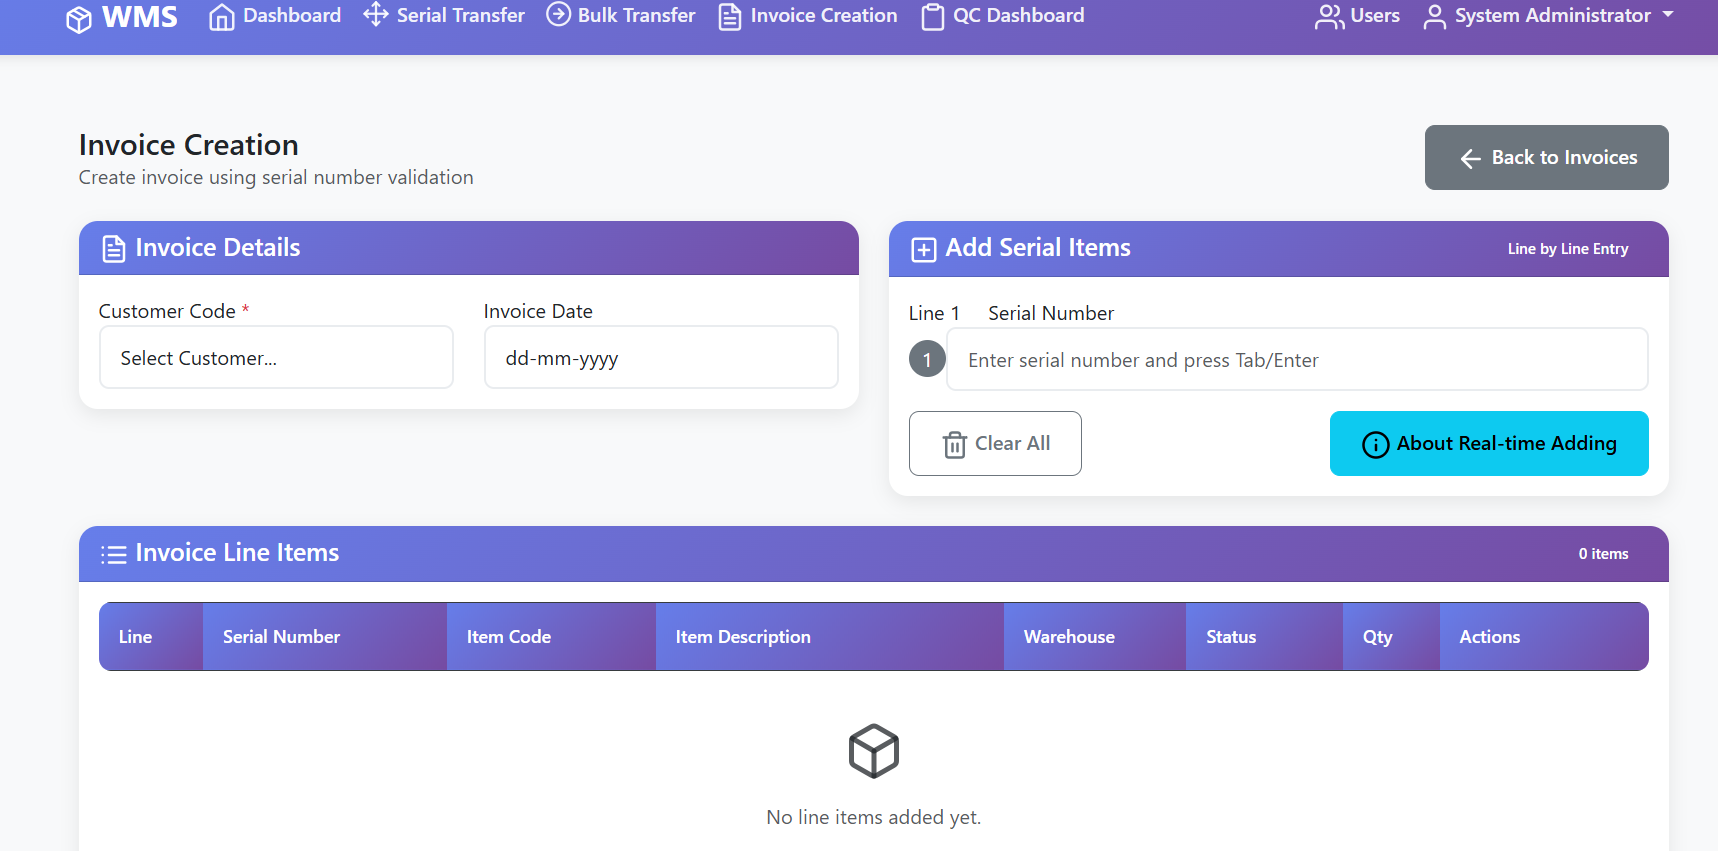 WMS Dashboard Serial Transfer Bulk Transfer Invoice Creation QC Dashboard Users System Administrator
Invoice Creation
Create invoice using serial number validation
Back to Invoices
Invoice Details
Customer Code *
Invoice Date
Select Customer...
dd-mm-yyyy
Add Serial Items
Line by Line Entry
Line 1
Serial Number
1
Enter serial number and press Tab/Enter
Clear All
About Real-time Adding
Invoice Line Items
0 items
Line Serial Number Item Code Item Description Warehouse Status Qty Actions
No line items added yet.